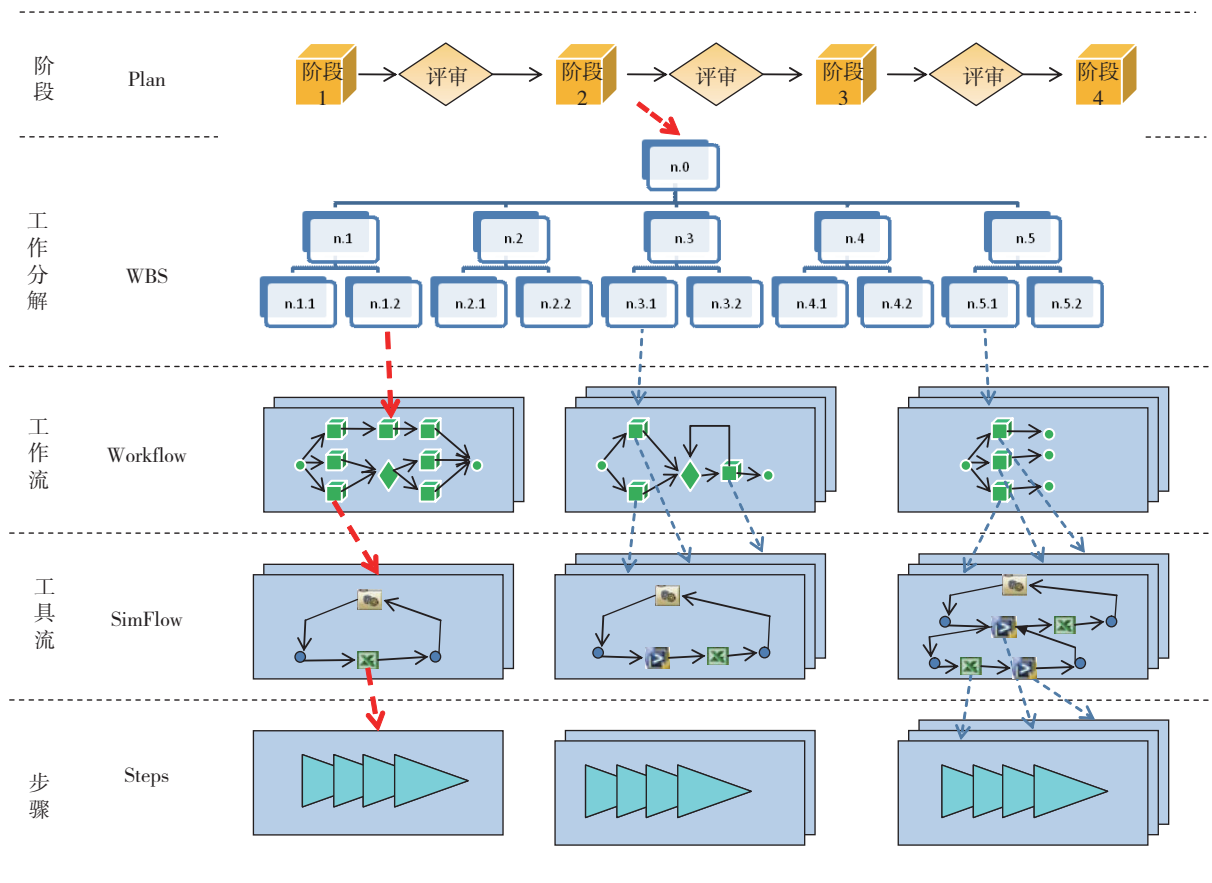 阶段
Plan
阶段
1
评审
阶段
2
评审
阶段
3
评审
阶段
4
工作分解
WBS
n.0
n.1
n.2
n.3
n.4
n.5
n.1.1
n.1.2
n.2.1
n.2.2
n.3.1
n.3.2
n.4.1
n.4.2
n.5.1
n.5.2
工作流
Workflow
工具流
SimFlow
步骤
Steps